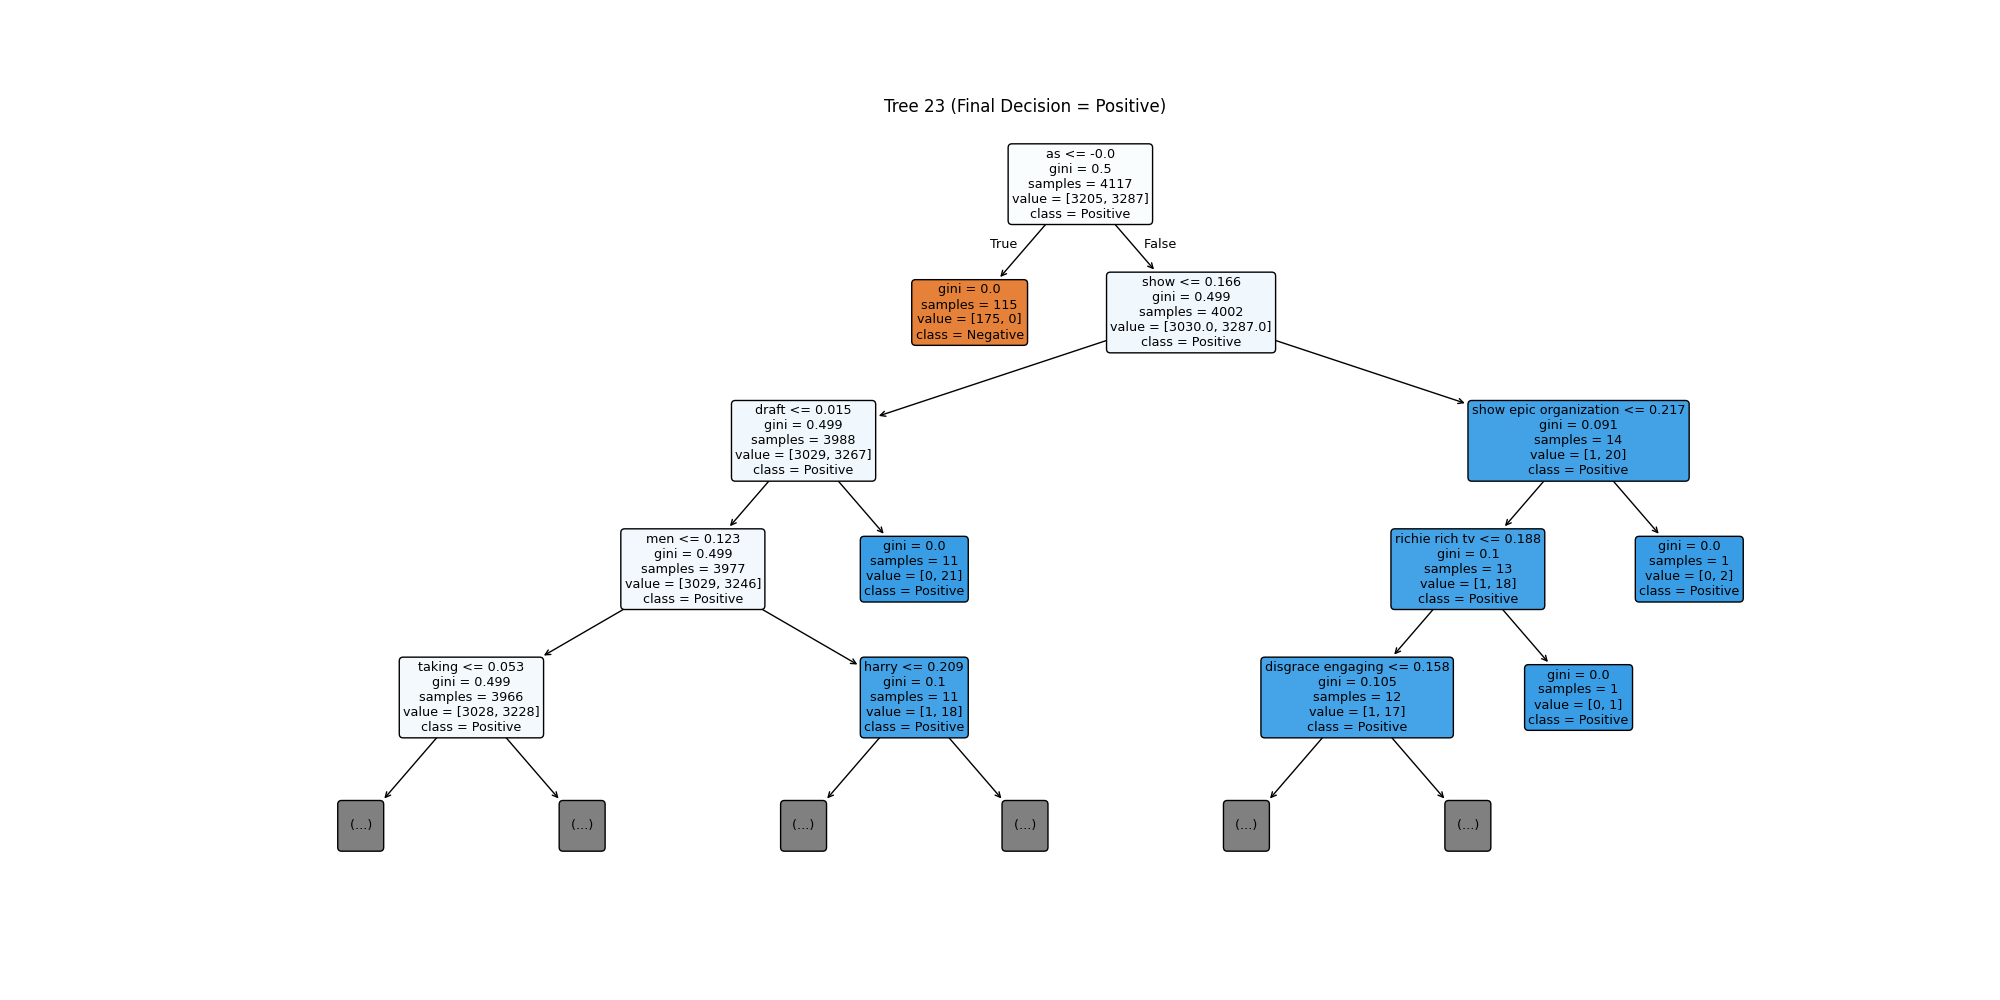 Tree 23 (Final Decision = Positive)
as <= -0.0
gini = 0.5
samples = 4117
value = [3205, 3287]
class = Positive
True
False
gini = 0.0
samples = 115
value = [175, 0]
class = Negative
show <= 0.166
gini = 0.499
samples = 4002
value = [3030.0, 3287.0]
class = Positive
draft <= 0.015
gini = 0.499
samples = 3988
value = [3029, 3267]
class = Positive
show epic organization <= 0.217
gini = 0.091
samples = 14
value = [1, 20]
class = Positive
men <= 0.123
gini = 0.499
samples = 3977
value = [3029, 3246]
class = Positive
gini = 0.0
samples = 11
value = [0, 21]
class = Positive
richie rich tv <= 0.188
gini = 0.1
samples = 13
value = [1, 18]
class = Positive
gini = 0.0
samples = 1
value = [0, 2]
class = Positive
taking <= 0.053
gini = 0.499
samples = 3966
value = [3028, 3228]
class = Positive
harry <= 0.209
gini = 0.1
samples = 11
value = [1, 18]
class = Positive
disgrace engaging <= 0.158
gini = 0.105
samples = 12
value = [1, 17]
class = Positive
gini = 0.0
samples = 1
value = [0, 1]
class = Positive
(...)
(...)
(...)
(...)
(...)
(...)